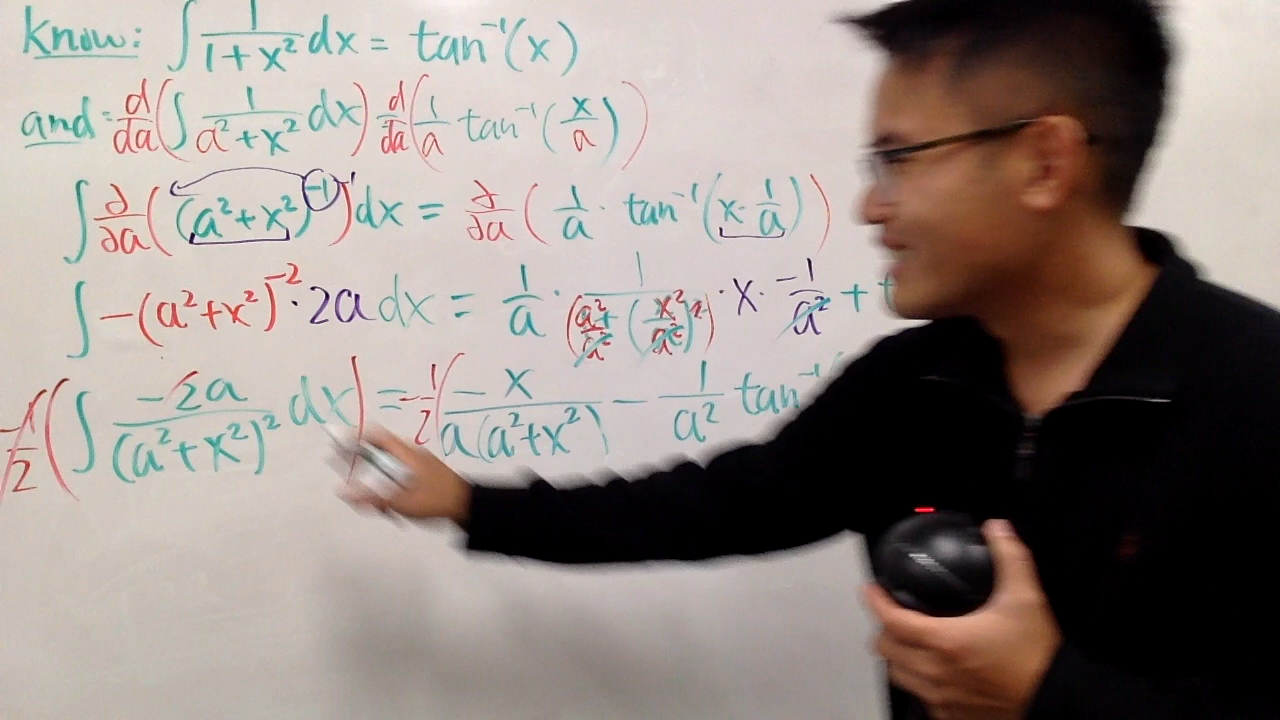 Know: ∫ 1/(1+x²) dx = tan⁻¹(x)
and: d/da (∫ 1/(a²+x²) dx) d/da (1/a tan⁻¹(x/a))
∫ ∂/∂a ((a²+x²)⁻¹)¹ dx = ∂/∂a (1/a · tan⁻¹(x·1/a))
∫ -(a²+x²)⁻² · 2a dx = 1/a · 1/(a²/a² + (x²/a²)²) · x · -1/a² + t
-1/2 (∫ -2a/(a²+x²)² dx) = -1/2 (-x/(a(a²+x²)) - 1/a² tan⁻¹